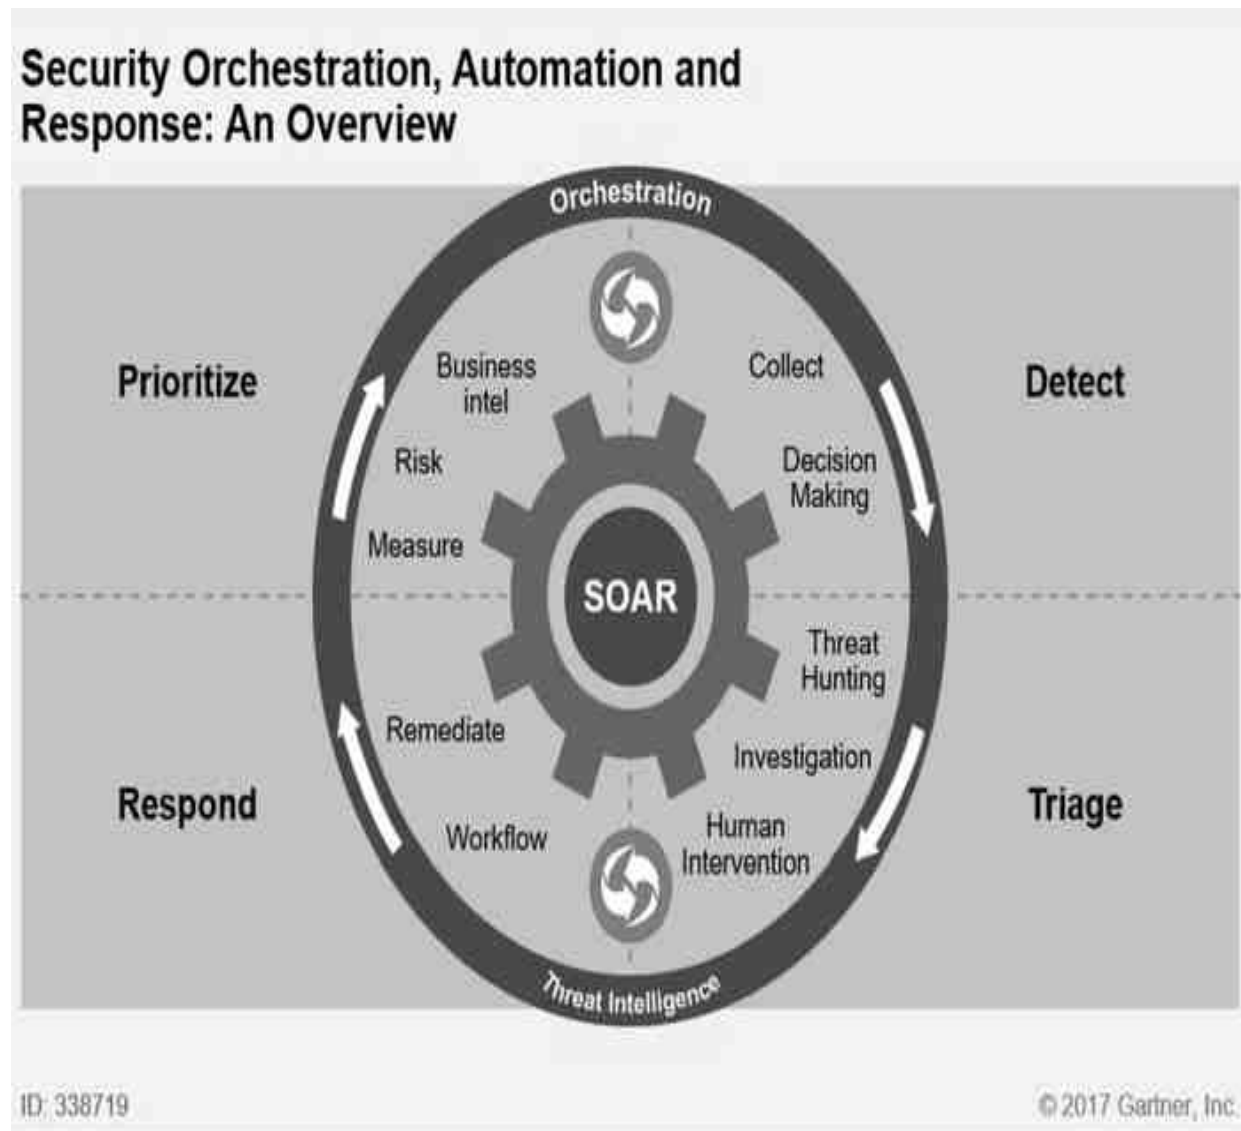 Security Orchestration, Automation and
Response: An Overview
Orchestration
Prioritize
Business
intel
Risk
Measure
Collect
Decision
Making
Detect
SOAR
Respond
Remediate
Workflow
Threat
Hunting
Investigation
Human
Intervention
Triage
Threat Intelligence
ID: 338719
© 2017 Gartner, Inc.